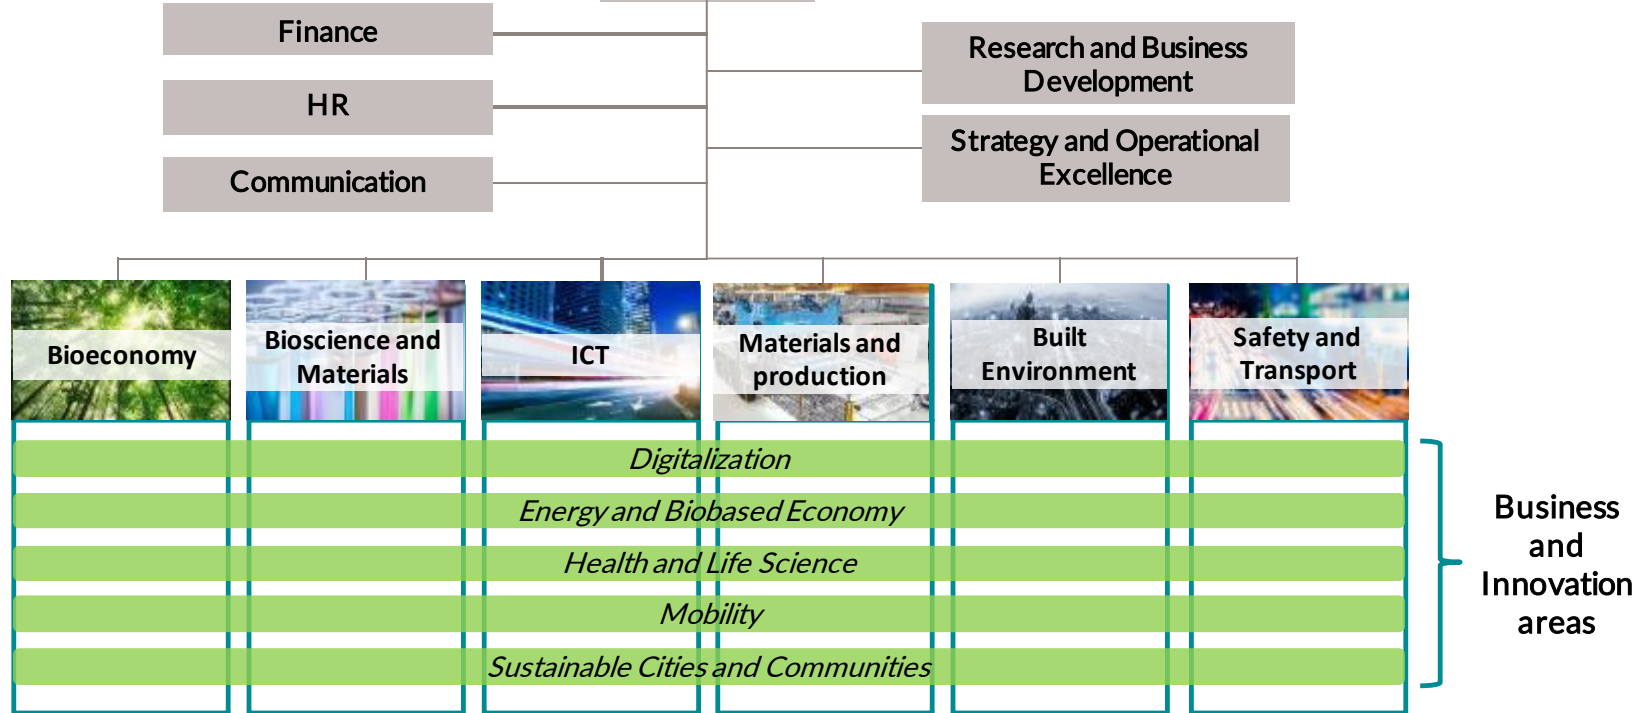 Finance
HR
Communication
Research and Business
Development
Strategy and Operational
Excellence
Bioeconomy
Bioscience and
Materials
ICT
Materials and
production
Built
Environment
Safety and
Transport
Digitalization
Energy and Biobased Economy
Health and Life Science
Mobility
Sustainable Cities and Communities
Business
and
Innovation
areas